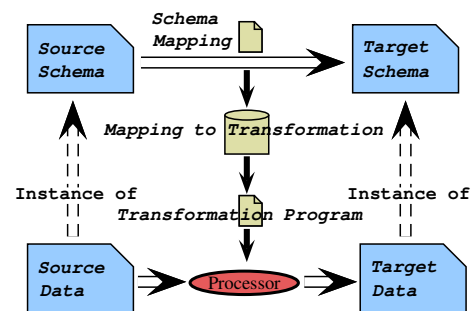 Schema
Mapping
Source
Schema
Target
Schema
Mapping to Transformation
Instance of
Instance of
Transformation Program
Source
Data
Processor
Target
Data